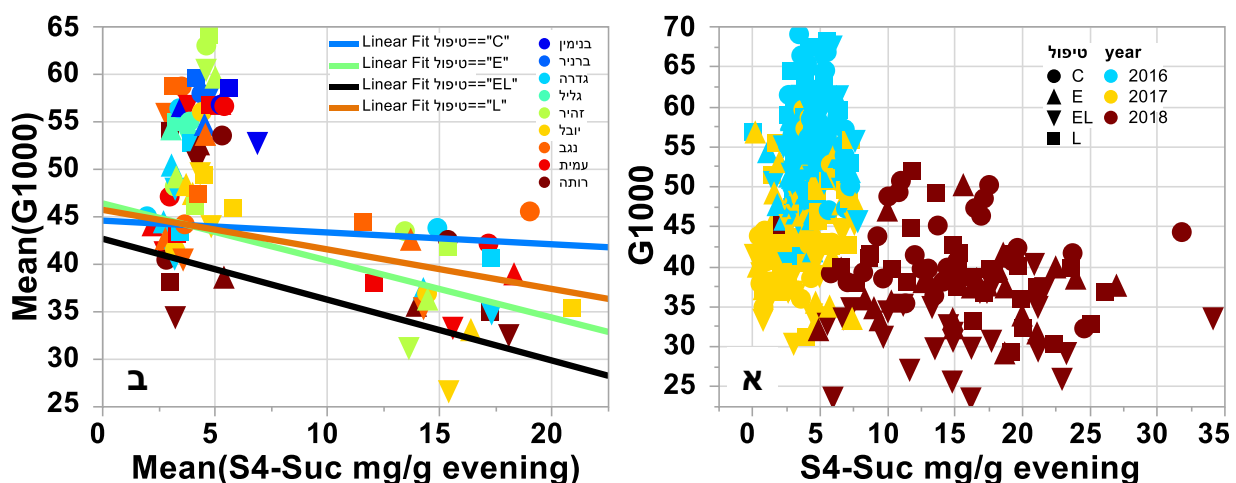 65
60
55
50
45
40
35
30
25
0
5
10
15
20
Mean(G1000)
Mean(S4-Suc mg/g evening)
Linear Fit טיפול=="C"
Linear Fit טיפול=="E"
Linear Fit טיפול=="EL"
Linear Fit טיפול=="L"
בנימין
ברניר
גדרה
גליל
זהיר
יובל
נגב
עמית
רותה
ב
70
65
60
55
50
45
40
35
30
25
0
5
10
15
20
25
30
35
G1000
S4-Suc mg/g evening
טיפול
C
E
EL
L
year
2016
2017
2018
א